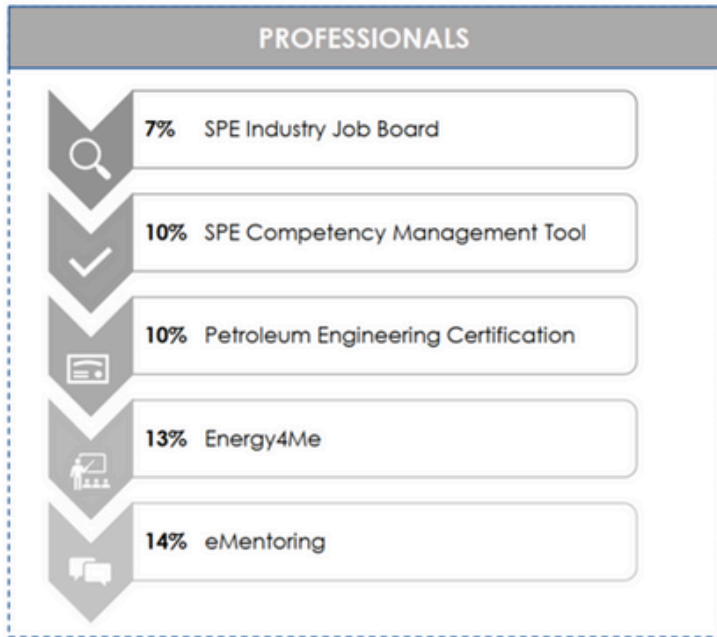 PROFESSIONALS
7% SPE Industry Job Board
10% SPE Competency Management Tool
10% Petroleum Engineering Certification
13% Energy4Me
14% eMentoring